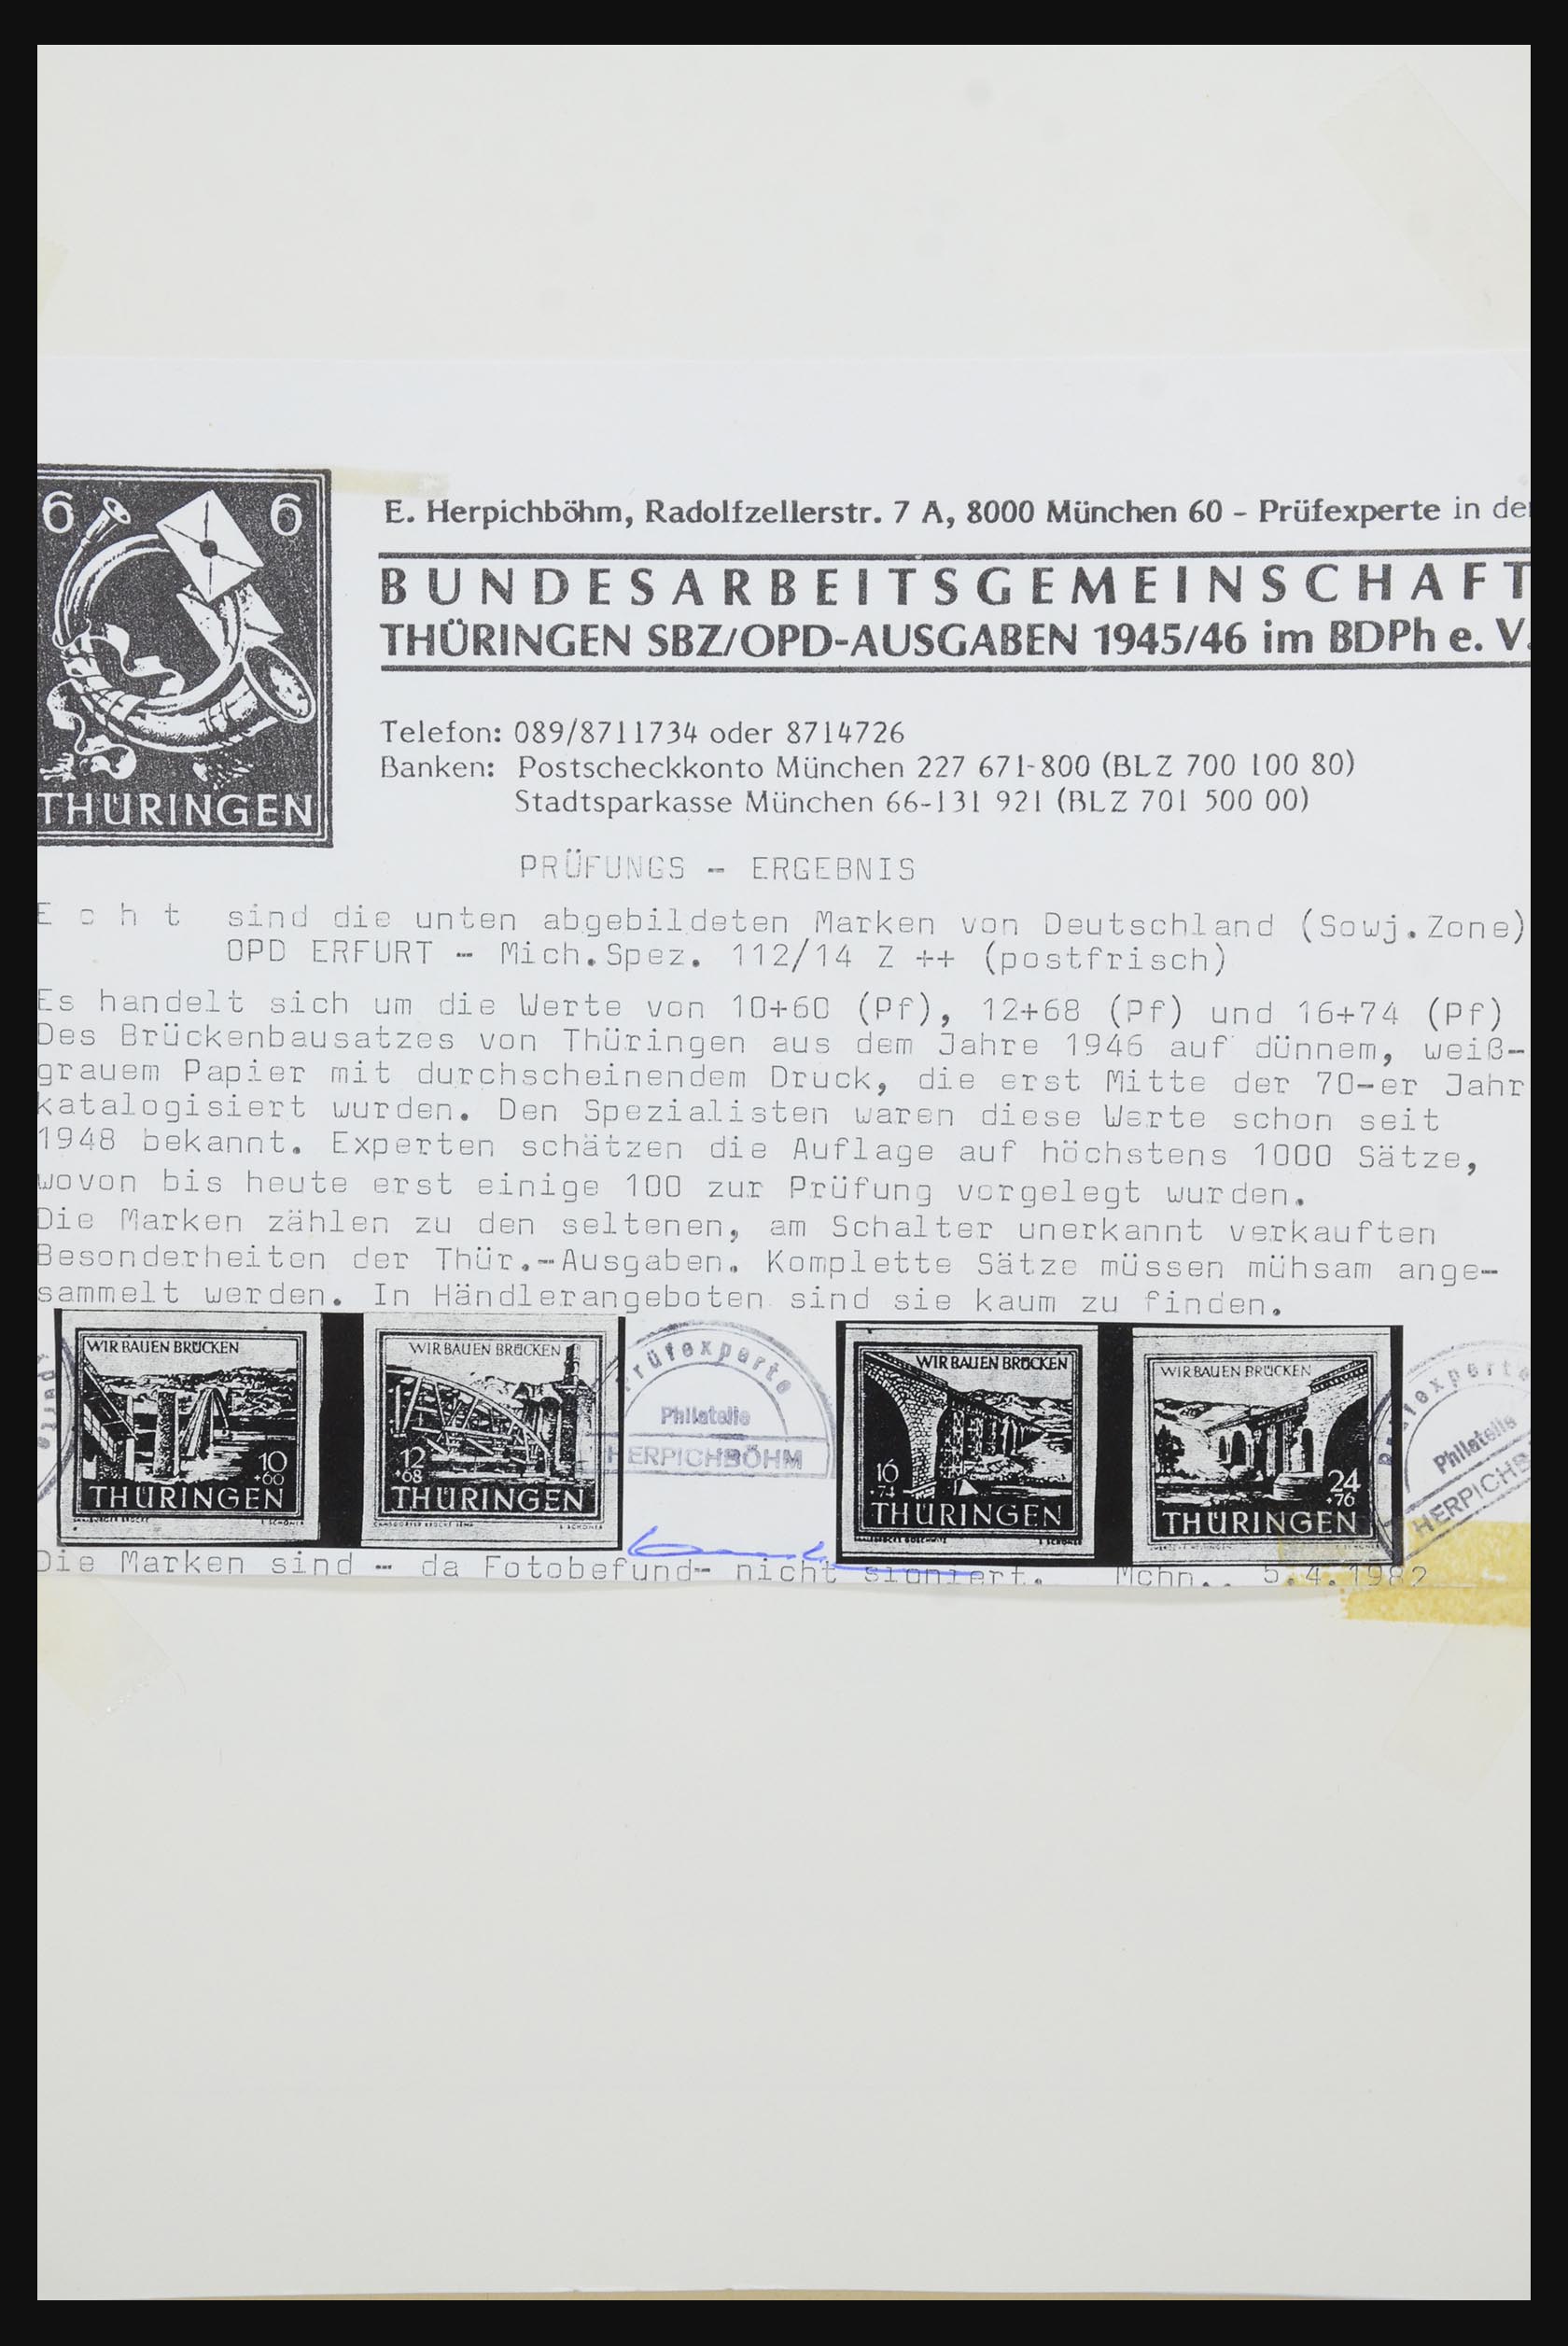 6 6
THÜRINGEN
E. Herpichböhm, Radolfzellerstr. 7 A, 8000 München 60 - Prüfexperte in de
BUNDESARBEITSGEMEINSCHAFT
THÜRINGEN SBZ/OPD-AUSGABEN 1945/46 im BDPh e. V.
Telefon: 089/8711734 oder 8714726
Banken: Postscheckkonto München 227 671-800 (BLZ 700 100 80)
Stadtsparkasse München 66-131 921 (BLZ 701 500 00)
PRÜFUNGS - ERGEBNIS
E c h t sind die unten abgebildeten Marken von Deutschland (Sowj.Zone)
OPD ERFURT - Mich.Spez. 112/14 Z ++ (postfrisch)
Es handelt sich um die Werte von 10+60 (Pf), 12+68 (Pf) und 16+74 (Pf)
Des Brückenbausatzes von Thüringen aus dem Jahre 1946 auf dünnem, weiß-
grauem Papier mit durchscheinendem Druck, die erst Mitte der 70-er Jahr
katalogisiert wurden. Den Spezialisten waren diese Werte schon seit
1948 bekannt. Experten schätzen die Auflage auf höchstens 1000 Sätze,
wovon bis heute erst einige 100 zur Prüfung vorgelegt wurden.
Die Marken zählen zu den seltenen, am Schalter unerkannt verkauften
Besonderheiten der Thür.-Ausgaben. Komplette Sätze müssen mühsam ange-
sammelt werden. In Händlerangeboten sind sie kaum zu finden.
WIR BAUEN BRÜCKEN
10
+60
THÜRINGEN
WIR BAUEN BRÜCKEN
12
+68
THÜRINGEN
Prüfexperte
Philatelie
HERPICHBÖHM
WIR BAUEN BRÜCKEN
16
+74
THÜRINGEN
WIR BAUEN BRÜCKEN
24
+76
THÜRINGEN
Prüfexperte
Philatelie
HERPICHB
Die Marken sind - da Fotobefund- nicht signiert. Mchn., 5.4.1982